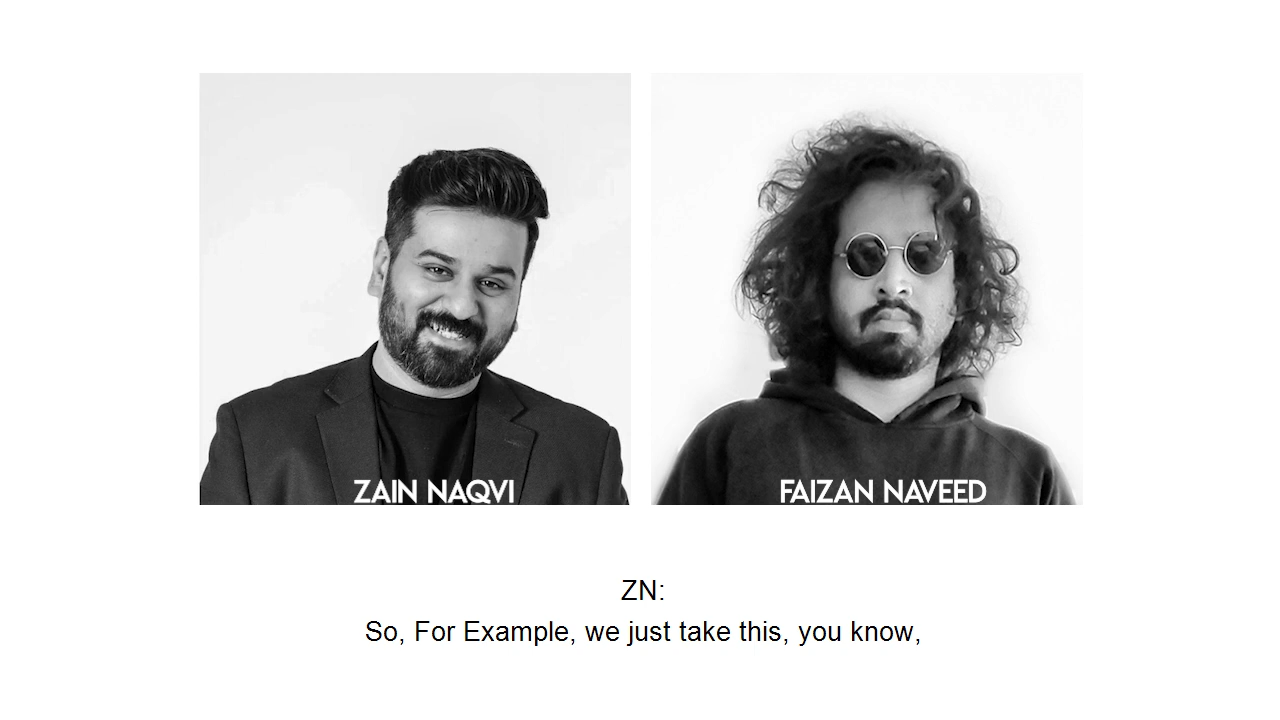 ZAIN NAQVI
FAIZAN NAVEED
ZN:
So, For Example, we just take this, you know,